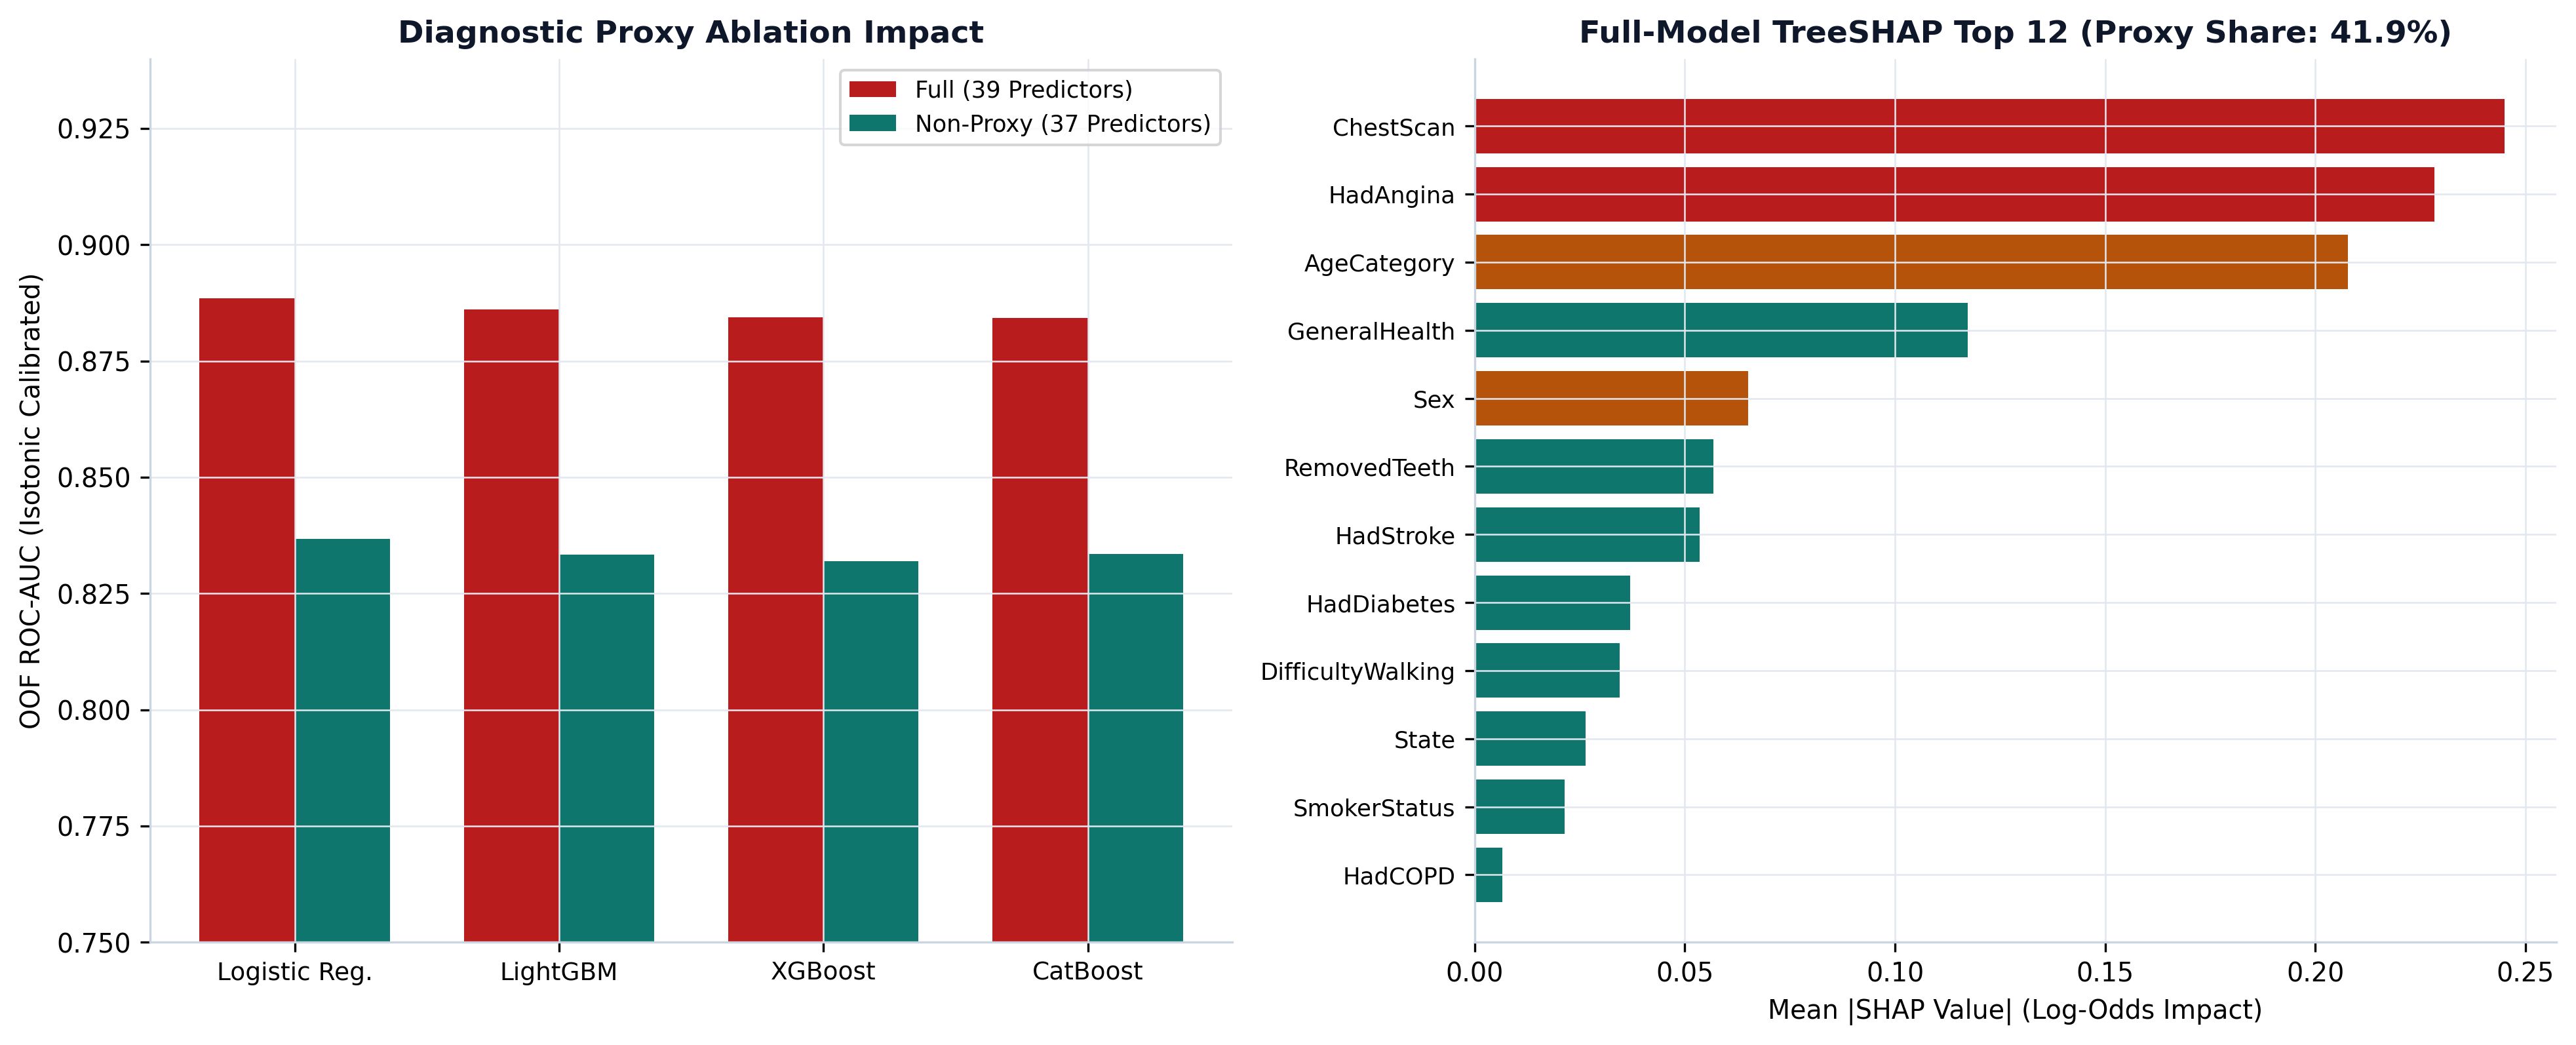 Diagnostic Proxy Ablation Impact
Full (39 Predictors)
Non-Proxy (37 Predictors)
OOF ROC-AUC (Isotonic Calibrated)
0.925
0.900
0.875
0.850
0.825
0.800
0.775
0.750
Logistic Reg.
LightGBM
XGBoost
CatBoost
Full-Model TreeSHAP Top 12 (Proxy Share: 41.9%)
ChestScan
HadAngina
AgeCategory
GeneralHealth
Sex
RemovedTeeth
HadStroke
HadDiabetes
DifficultyWalking
State
SmokerStatus
HadCOPD
0.00
0.05
0.10
0.15
0.20
0.25
Mean |SHAP Value| (Log-Odds Impact)